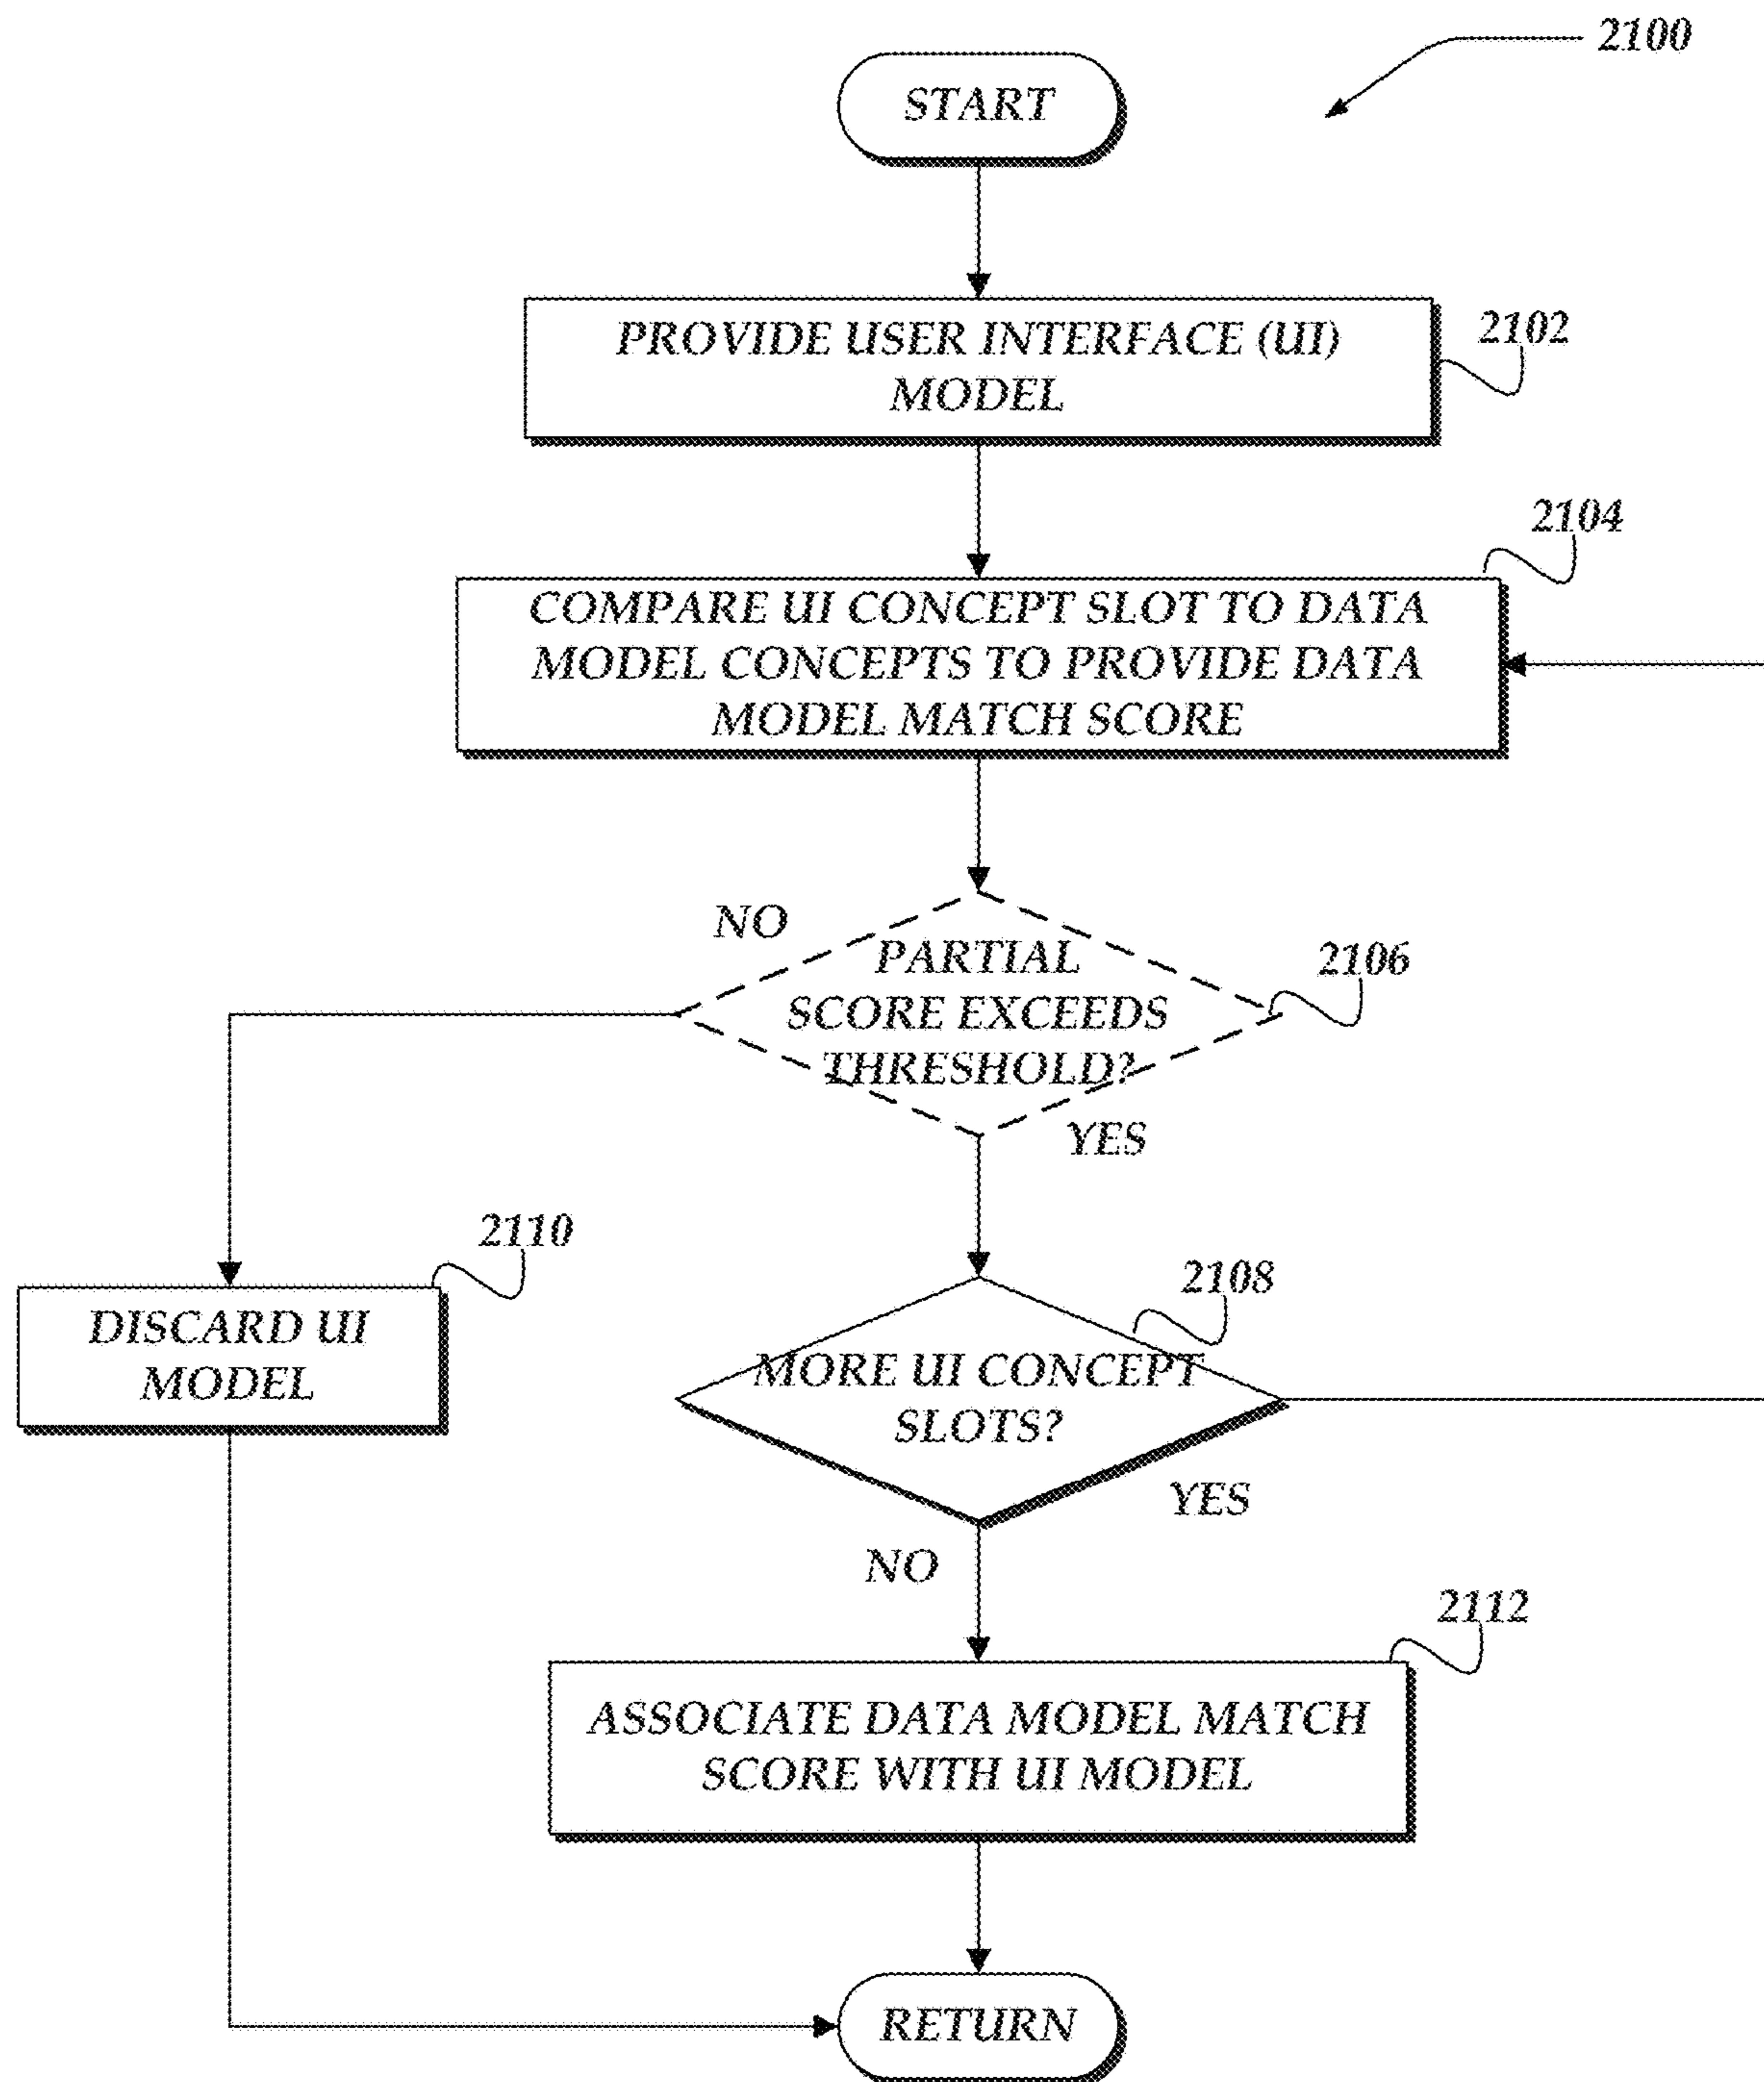 2100
START
PROVIDE USER INTERFACE (UI)
MODEL
2102
2104
COMPARE UI CONCEPT SLOT TO DATA
MODEL CONCEPTS TO PROVIDE DATA
MODEL MATCH SCORE
NO
PARTIAL
SCORE EXCEEDS
THRESHOLD?
2106
YES
2110
DISCARD UI
MODEL
2108
MORE UI CONCEPT
SLOTS?
YES
NO
2112
ASSOCIATE DATA MODEL MATCH
SCORE WITH UI MODEL
RETURN